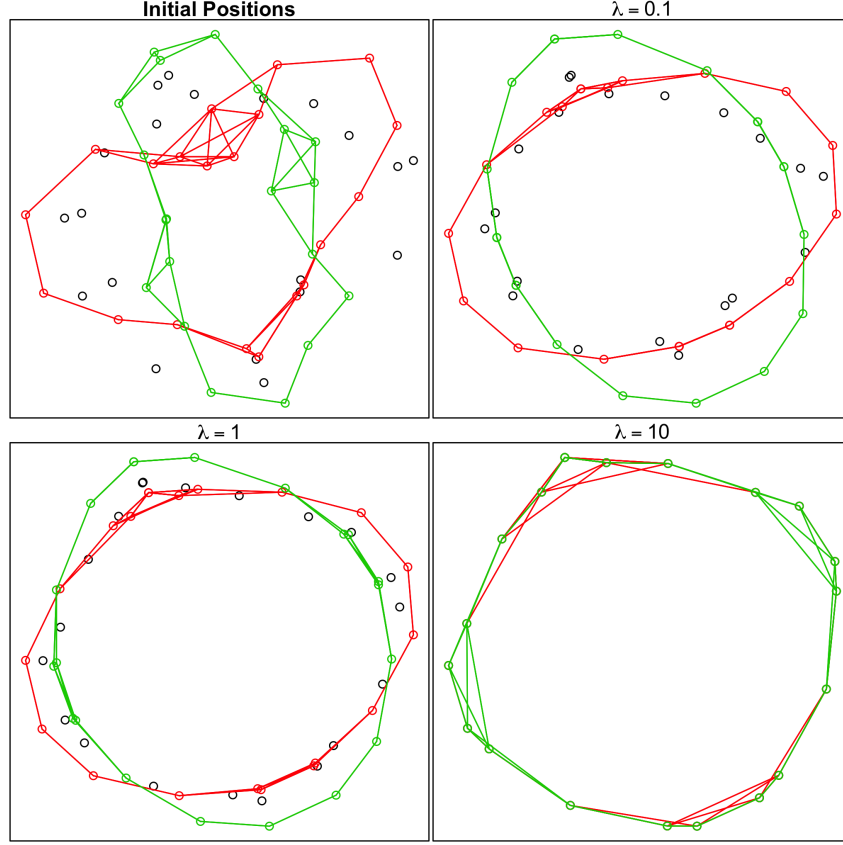 Initial Positions
λ = 0.1
λ = 1
λ = 10